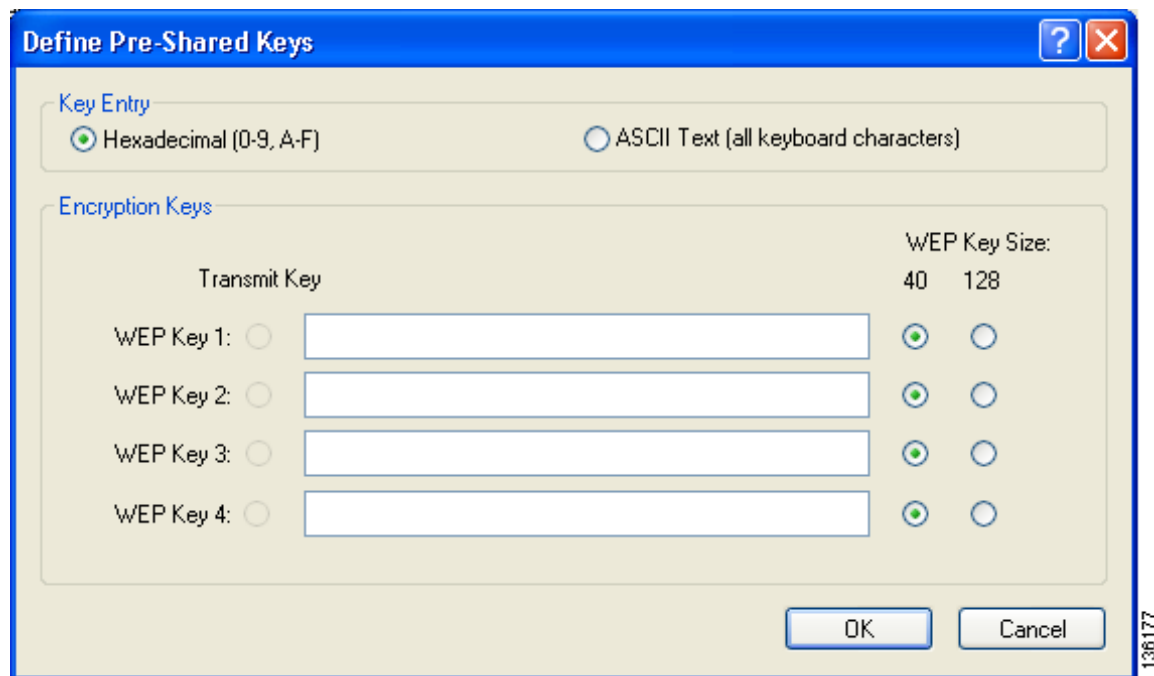 Define Pre-Shared Keys
Key Entry
Hexadecimal (0-9, A-F)
ASCII Text (all keyboard characters)
Encryption Keys
WEP Key Size:
Transmit Key
40 128
WEP Key 1:
WEP Key 2:
WEP Key 3:
WEP Key 4:
OK
Cancel
136177